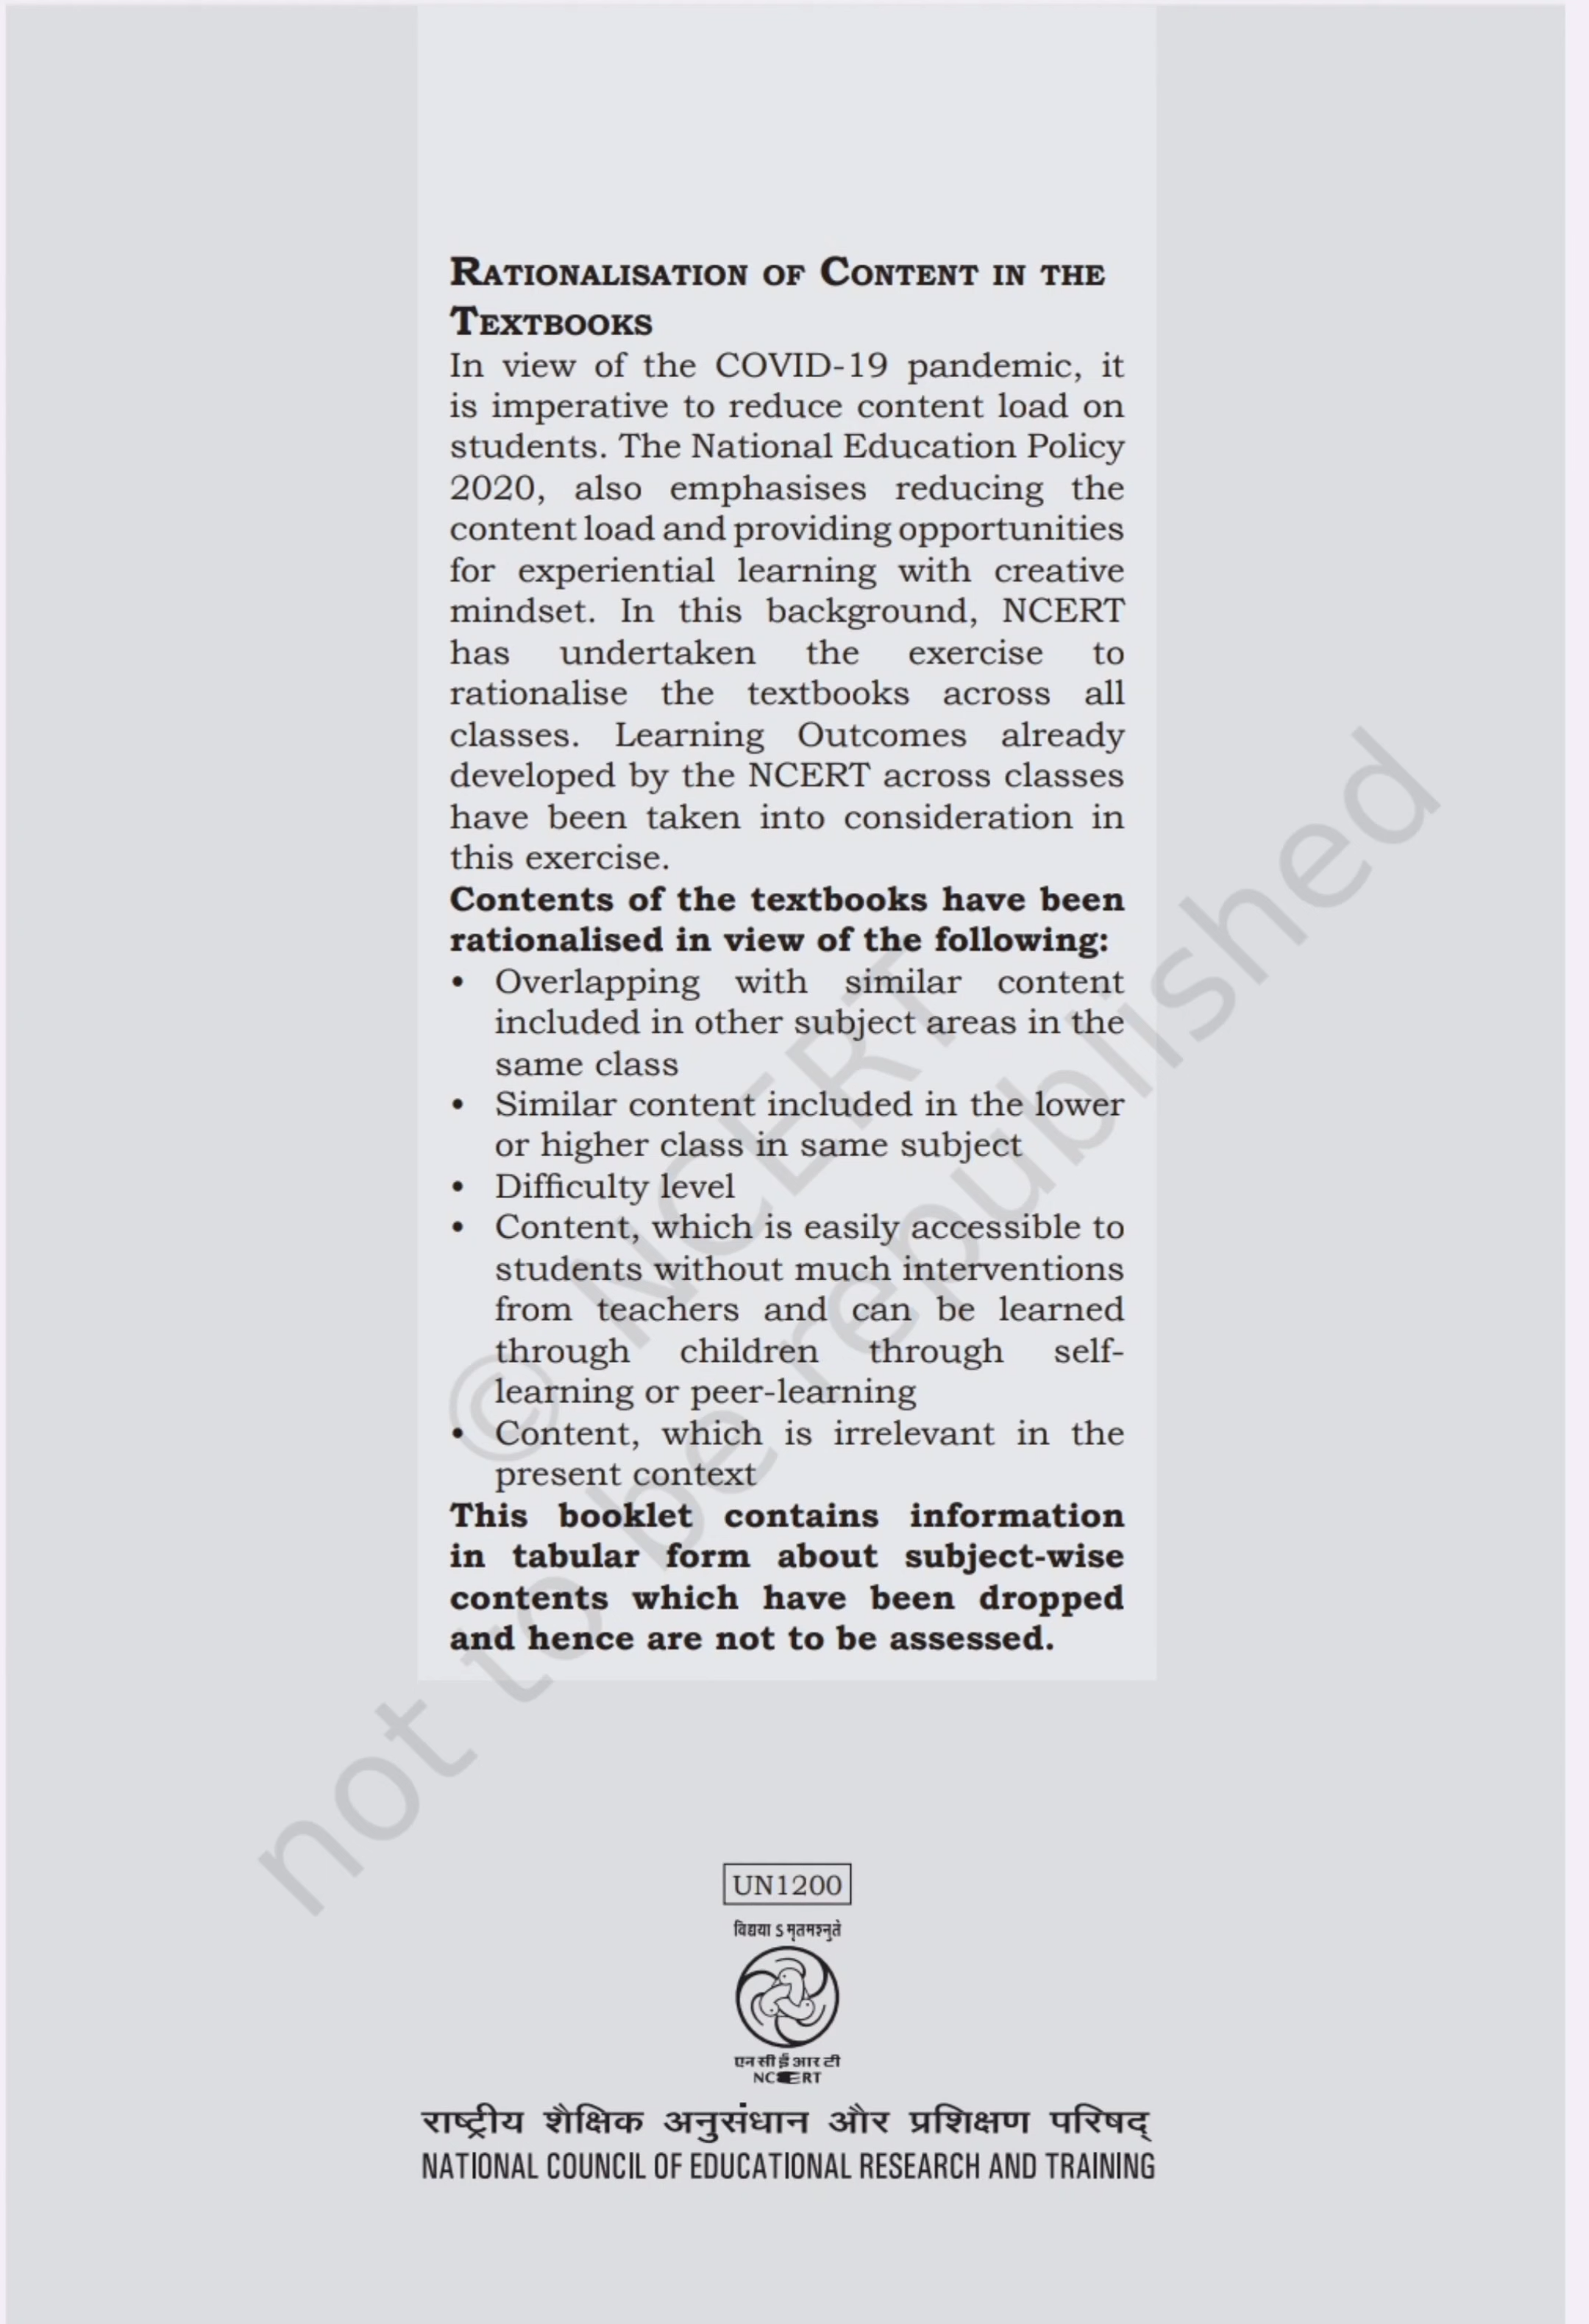 RATIONALISATION OF CONTENT IN THE
TEXTBOOKS
In view of the COVID-19 pandemic, it
is imperative to reduce content load on
students. The National Education Policy
2020, also emphasises reducing the
content load and providing opportunities
for experiential learning with creative
mindset. In this background, NCERT
has undertaken the exercise to
rationalise the textbooks across all
classes. Learning Outcomes already
developed by the NCERT across classes
have been taken into consideration in
this exercise.
Contents of the textbooks have been
rationalised in view of the following:
• Overlapping with similar content
included in other subject areas in the
same class
• Similar content included in the lower
or higher class in same subject
• Difficulty level
• Content, which is easily accessible to
students without much interventions
from teachers and can be learned
through children through self-
learning or peer-learning
• Content, which is irrelevant in the
present context
This booklet contains information
in tabular form about subject-wise
contents which have been dropped
and hence are not to be assessed.
© NCERT
not to be republished
UN1200
विद्यया ऽ मृतमश्नुते
एन सी ई आर टी
NCERT
राष्ट्रीय शैक्षिक अनुसंधान और प्रशिक्षण परिषद्
NATIONAL COUNCIL OF EDUCATIONAL RESEARCH AND TRAINING